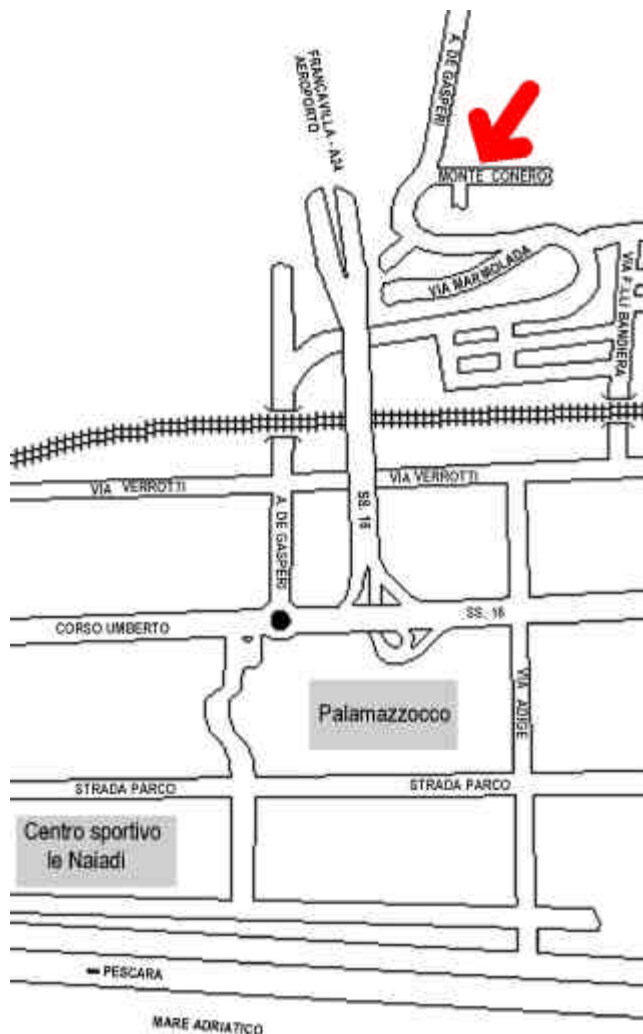 A. DE GASPERI
FRANCAVILLA - A24
AEROPORTO
MONTE CONERO
VIA MARMOLADA
VIA F.LLI BANDIERA
VIA VERROTTI
VIA VERROTTI
A. DE GASPERI
SS. 16
CORSO UMBERTO
SS. 16
VIA ADIGE
Palamazzocco
STRADA PARCO
STRADA PARCO
Centro sportivo
le Naiadi
PESCARA
MARE ADRIATICO